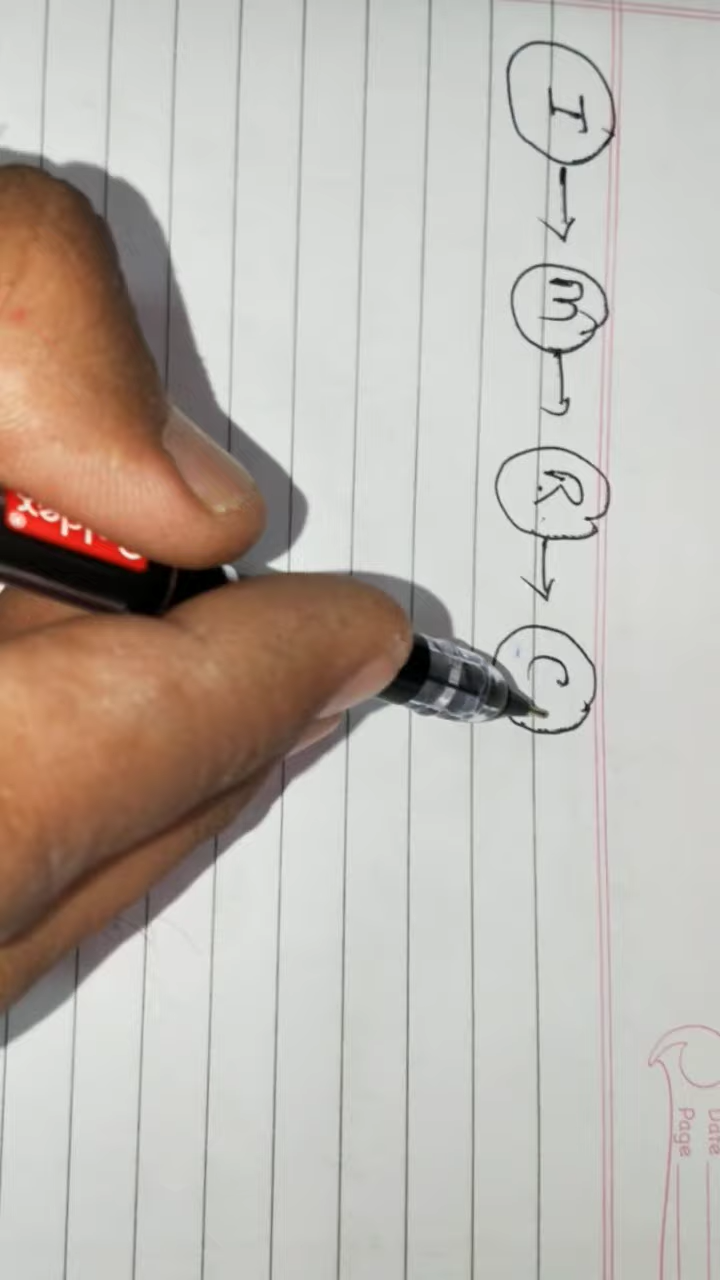 I → M → R → C
Date
Page